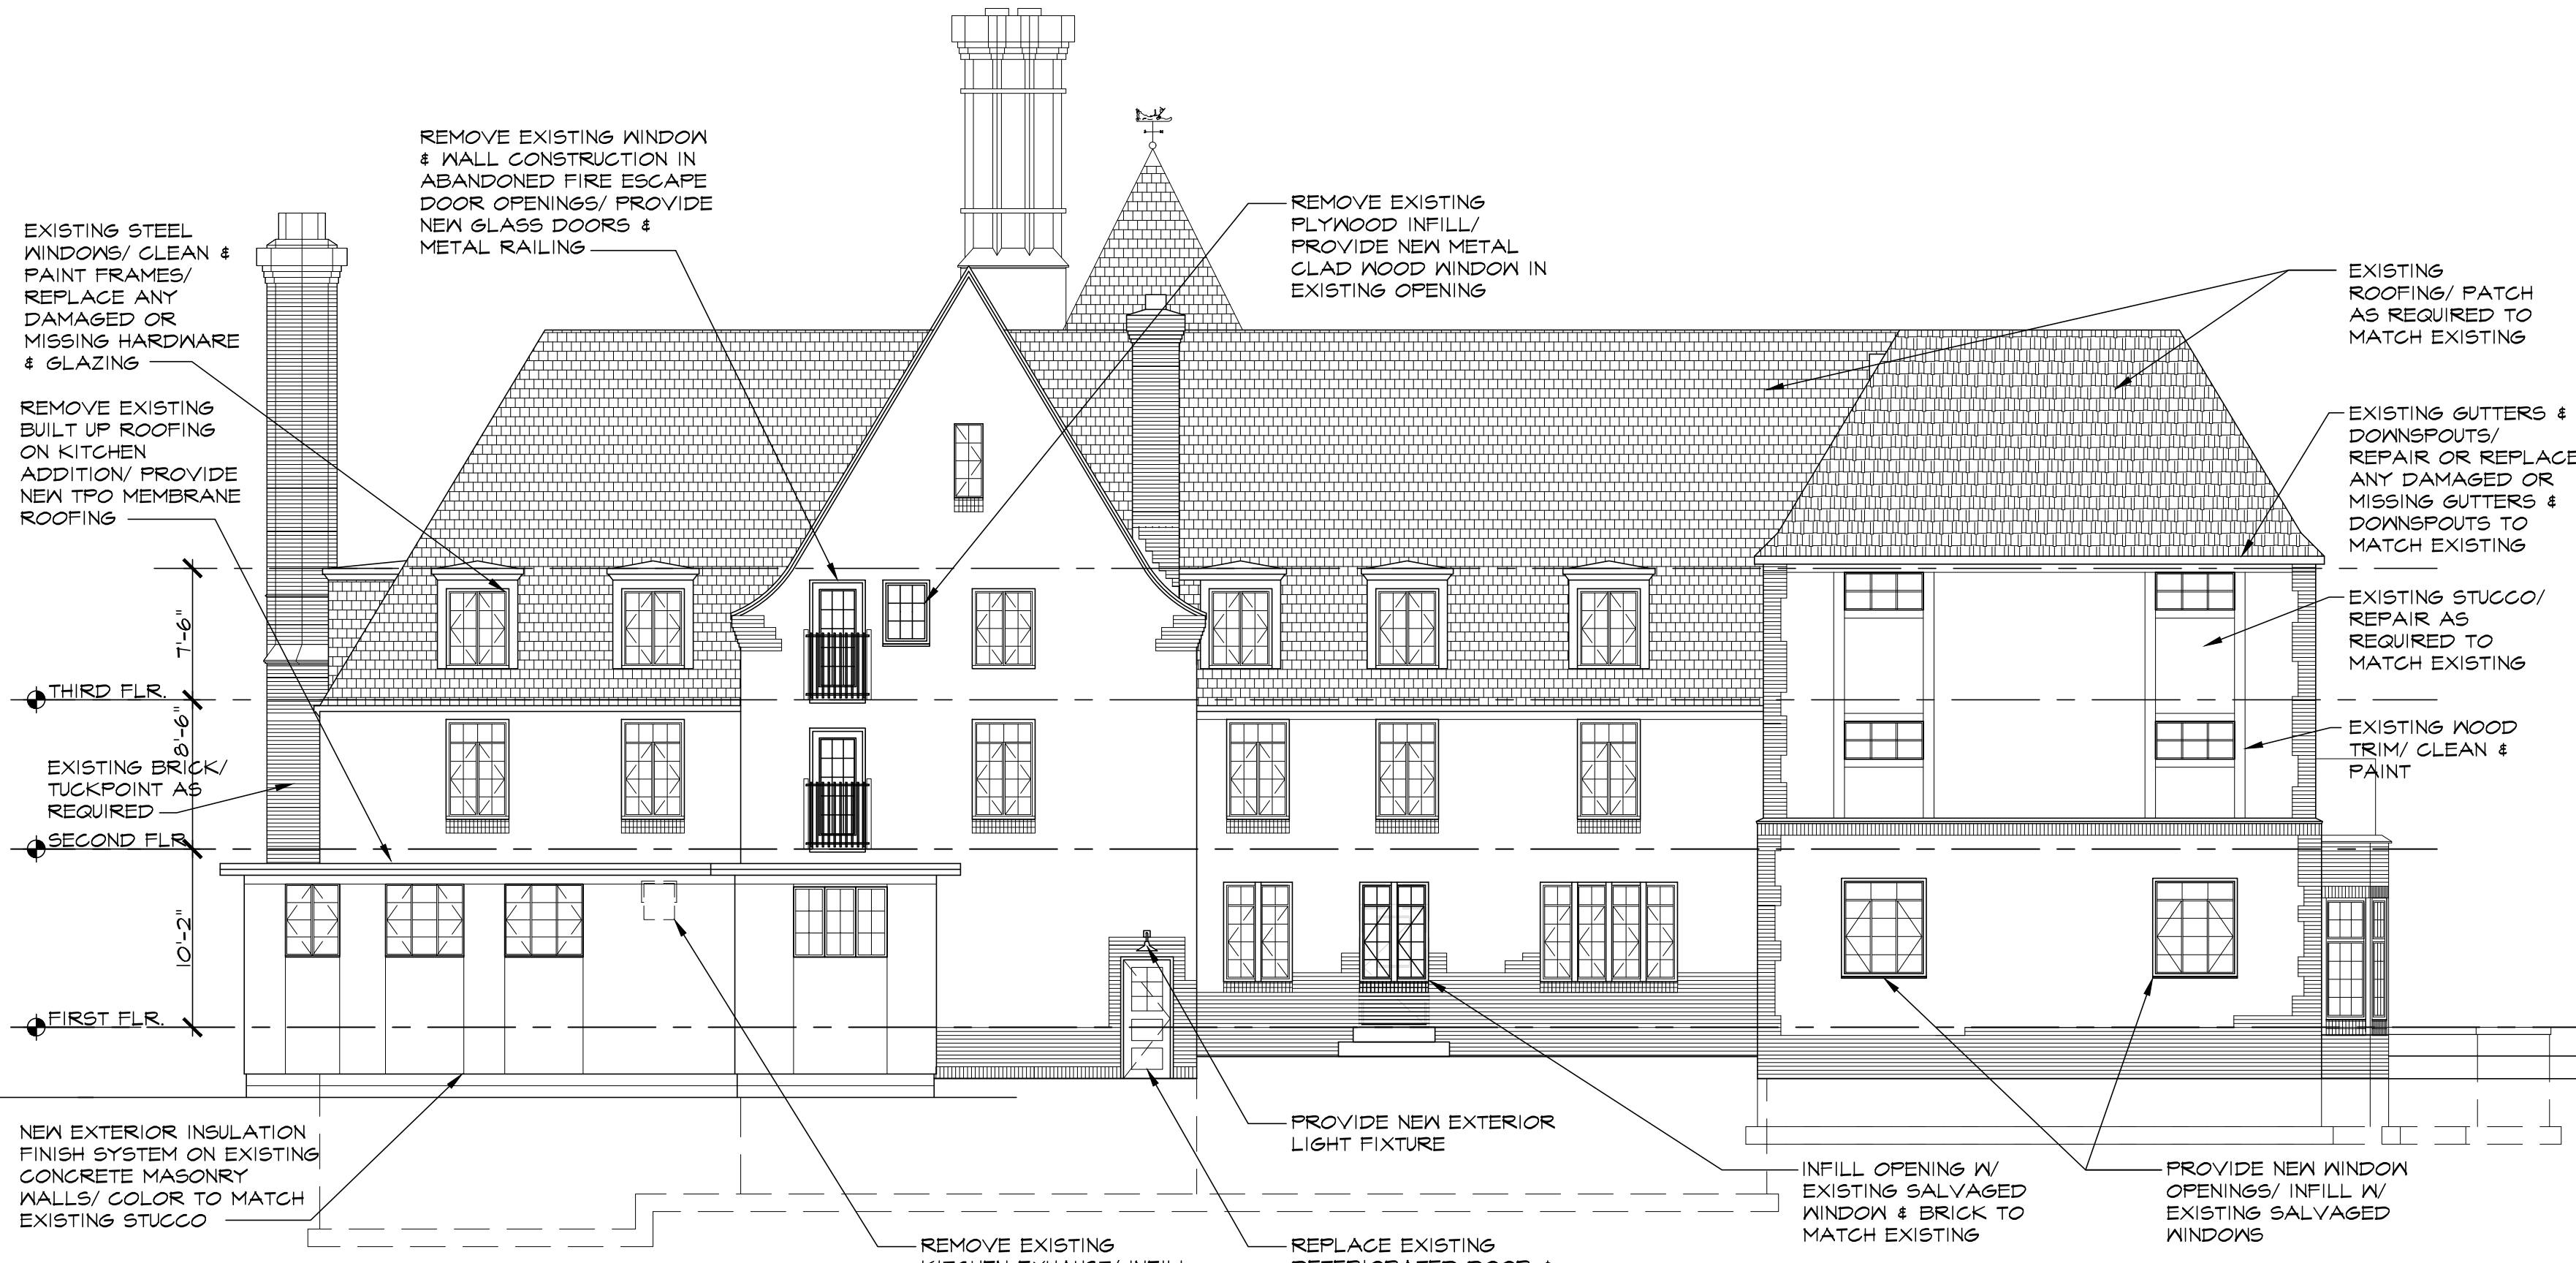 REMOVE EXISTING WINDOW
& WALL CONSTRUCTION IN
ABANDONED FIRE ESCAPE
DOOR OPENINGS/ PROVIDE
NEW GLASS DOORS &
METAL RAILING
REMOVE EXISTING
PLYWOOD INFILL/
PROVIDE NEW METAL
CLAD WOOD WINDOW IN
EXISTING OPENING
EXISTING STEEL
WINDOWS/ CLEAN &
PAINT FRAMES/
REPLACE ANY
DAMAGED OR
MISSING HARDWARE
& GLAZING
EXISTING
ROOFING/ PATCH
AS REQUIRED TO
MATCH EXISTING
REMOVE EXISTING
BUILT UP ROOFING
ON KITCHEN
ADDITION/ PROVIDE
NEW TPO MEMBRANE
ROOFING
EXISTING GUTTERS &
DOWNSPOUTS/
REPAIR OR REPLACE
ANY DAMAGED OR
MISSING GUTTERS &
DOWNSPOUTS TO
MATCH EXISTING
7'-6"
EXISTING STUCCO/
REPAIR AS
REQUIRED TO
MATCH EXISTING
THIRD FLR.
8'-6"
EXISTING WOOD
TRIM/ CLEAN &
PAINT
EXISTING BRICK/
TUCKPOINT AS
REQUIRED
SECOND FLR.
10'-2"
FIRST FLR.
NEW EXTERIOR INSULATION
FINISH SYSTEM ON EXISTING
CONCRETE MASONRY
WALLS/ COLOR TO MATCH
EXISTING STUCCO
PROVIDE NEW EXTERIOR
LIGHT FIXTURE
INFILL OPENING W/
EXISTING SALVAGED
WINDOW & BRICK TO
MATCH EXISTING
PROVIDE NEW WINDOW
OPENINGS/ INFILL W/
EXISTING SALVAGED
WINDOWS
REMOVE EXISTING
KITCHEN EXHAUST/ INFILL
REPLACE EXISTING
DETERIORATED DOOR &